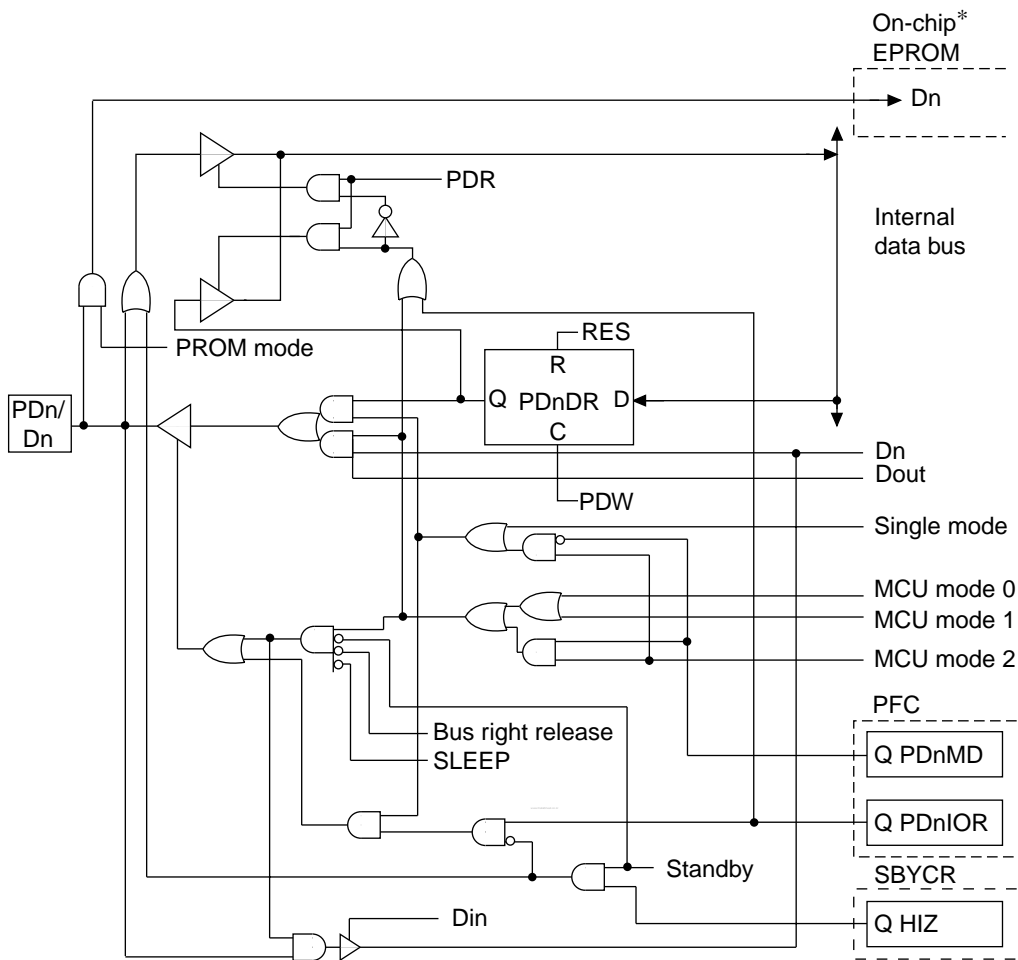 On-chip*
EPROM
Dn
PDR
Internal
data bus
PROM mode
RES
R
Q PDnDR D
C
PDn/
Dn
Dn
Dout
PDW
Single mode
MCU mode 0
MCU mode 1
MCU mode 2
PFC
Bus right release
SLEEP
Q PDnMD
Q PDnIOR
Standby
SBYCR
Din
Q HIZ